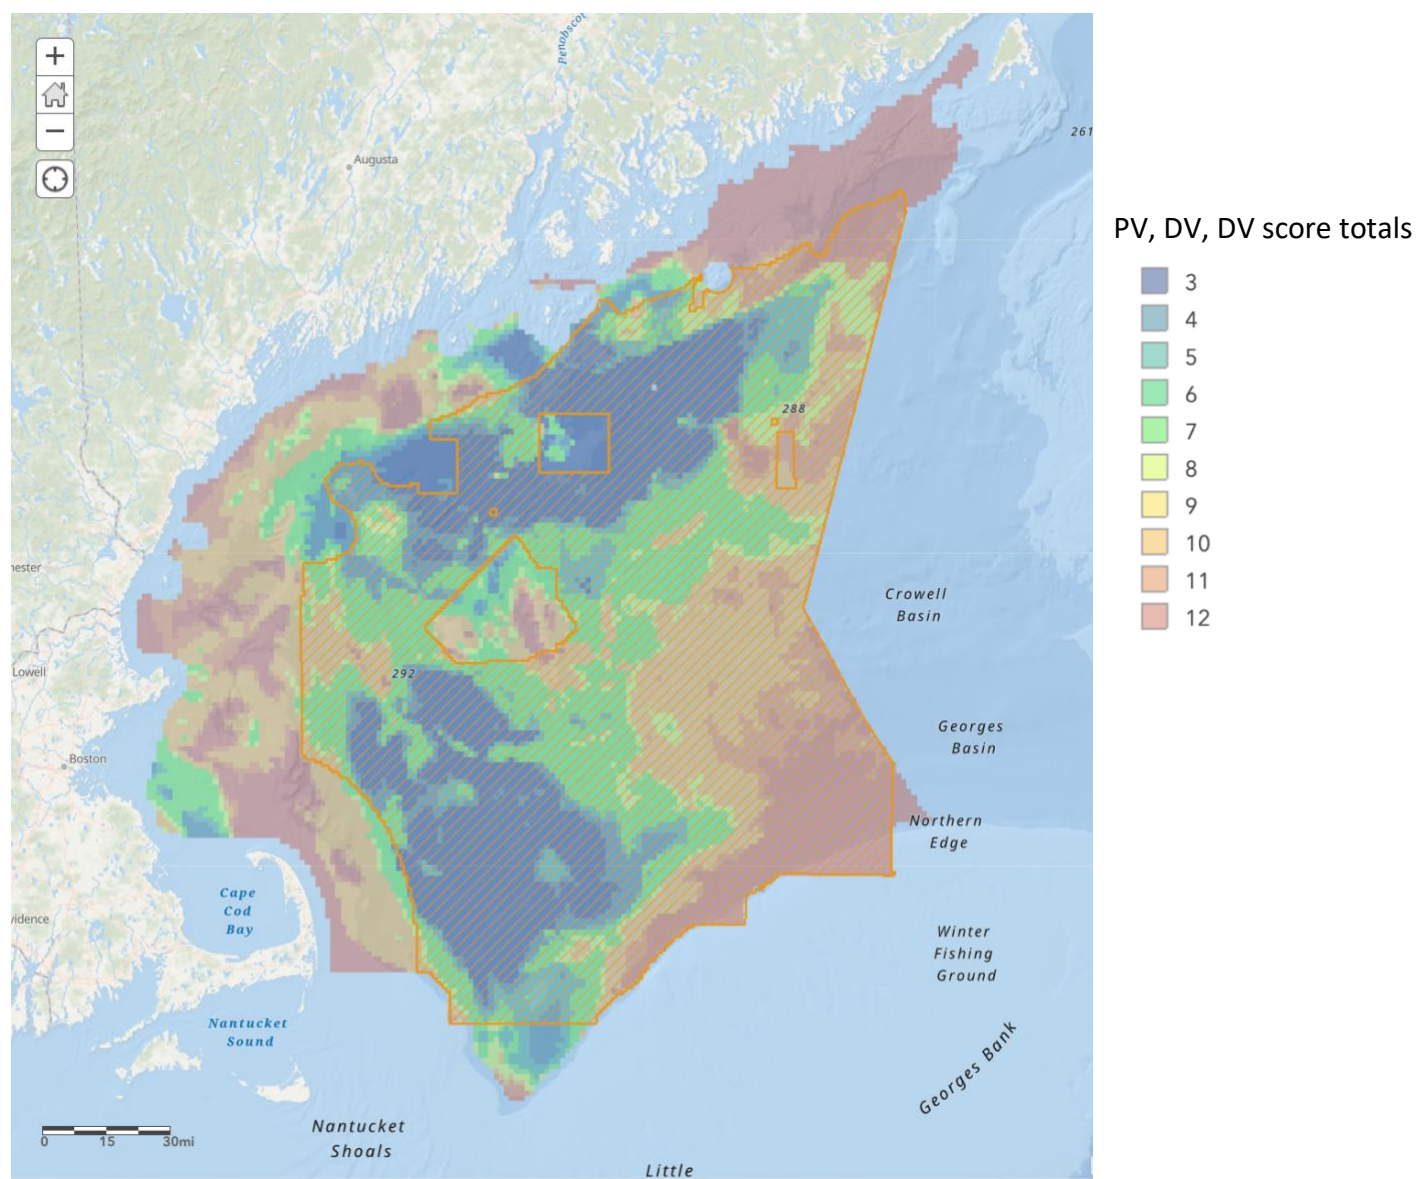 Penobsco
261
Augusta
PV, DV, DV score totals
3
4
5
6
7
8
9
10
11
12
288
hester
Crowell
Basin
Lowell
292
Georges
Basin
Boston
Northern
Edge
Cape
Cod
Bay
vidence
Winter
Fishing
Ground
Nantucket
Sound
Georges Bank
Nantucket
Shoals
0 15 30mi
Little